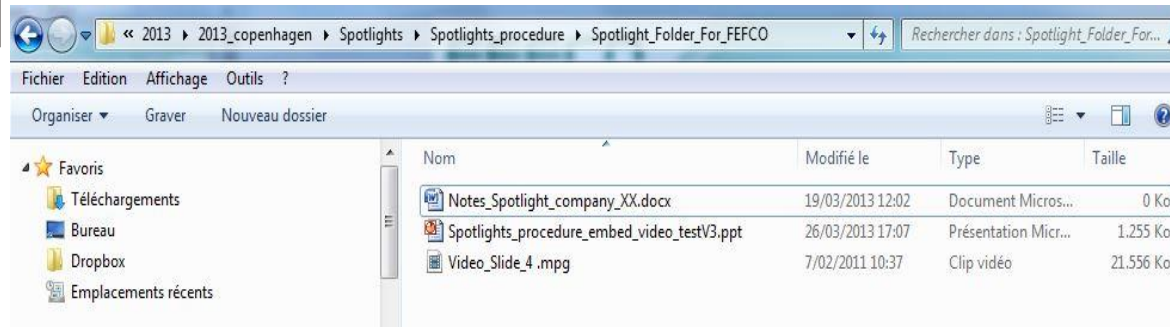 « 2013 ▸ 2013_copenhagen ▸ Spotlights ▸ Spotlights_procedure ▸ Spotlight_Folder_For_FEFCO
Rechercher dans : Spotlight_Folder_For...
Fichier Edition Affichage Outils ?
Organiser ▾ Graver Nouveau dossier
Favoris
Téléchargements
Bureau
Dropbox
Emplacements récents
Nom Modifié le Type Taille
Notes_Spotlight_company_XX.docx 19/03/2013 12:02 Document Micros... 0 Ko
Spotlights_procedure_embed_video_testV3.ppt 26/03/2013 17:07 Présentation Micr... 1.255 Ko
Video_Slide_4 .mpg 7/02/2011 10:37 Clip vidéo 21.556 Ko